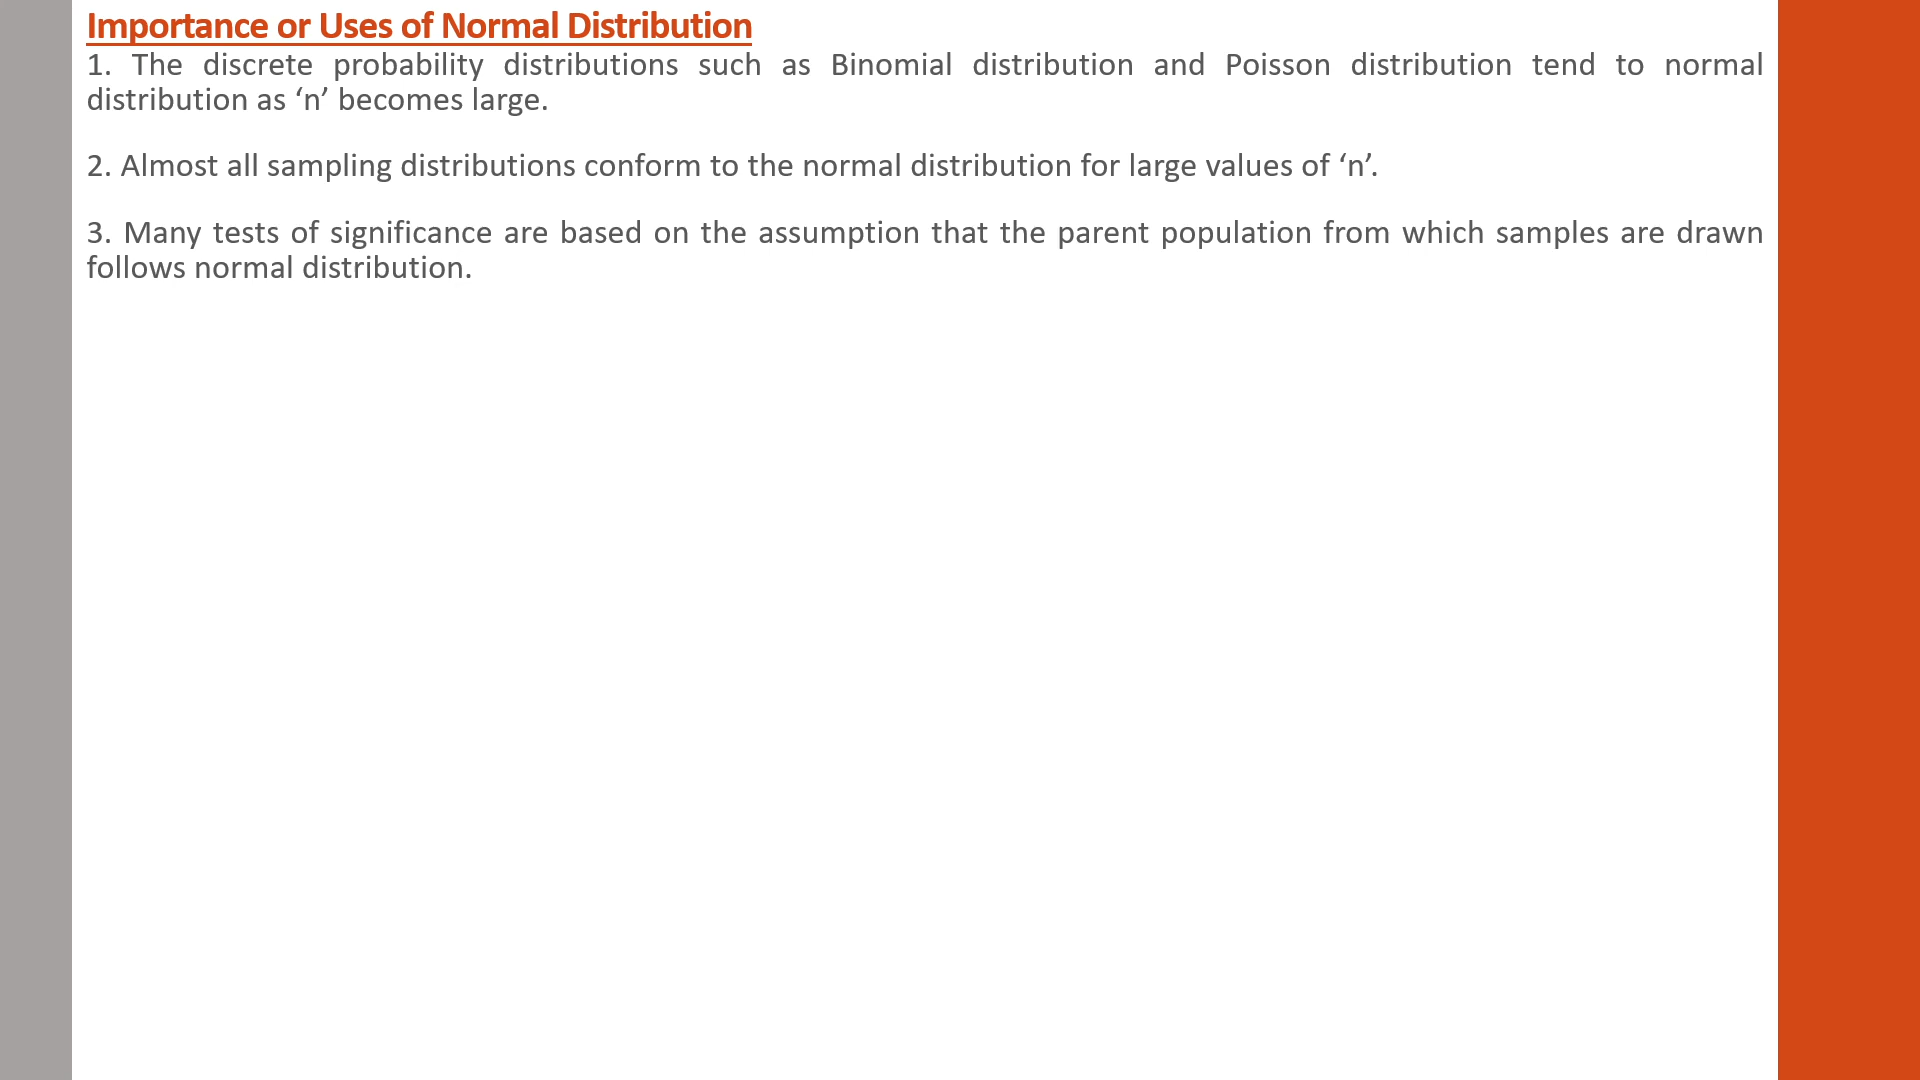 Importance or Uses of Normal Distribution
1. The discrete probability distributions such as Binomial distribution and Poisson distribution tend to normal
distribution as ‘n’ becomes large.
2. Almost all sampling distributions conform to the normal distribution for large values of ‘n’.
3. Many tests of significance are based on the assumption that the parent population from which samples are drawn
follows normal distribution.